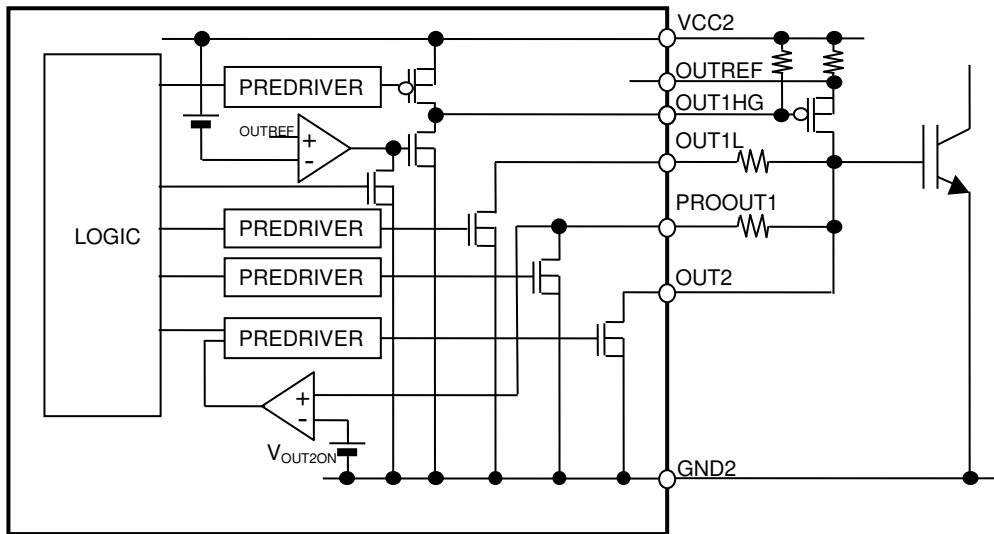 VCC2
OUTREF
PREDRIVER
OUT1HG
OUTREF
+
-
OUT1L
PROOUT1
PREDRIVER
LOGIC
PREDRIVER
OUT2
PREDRIVER
+
-
VOUT2ON
GND2